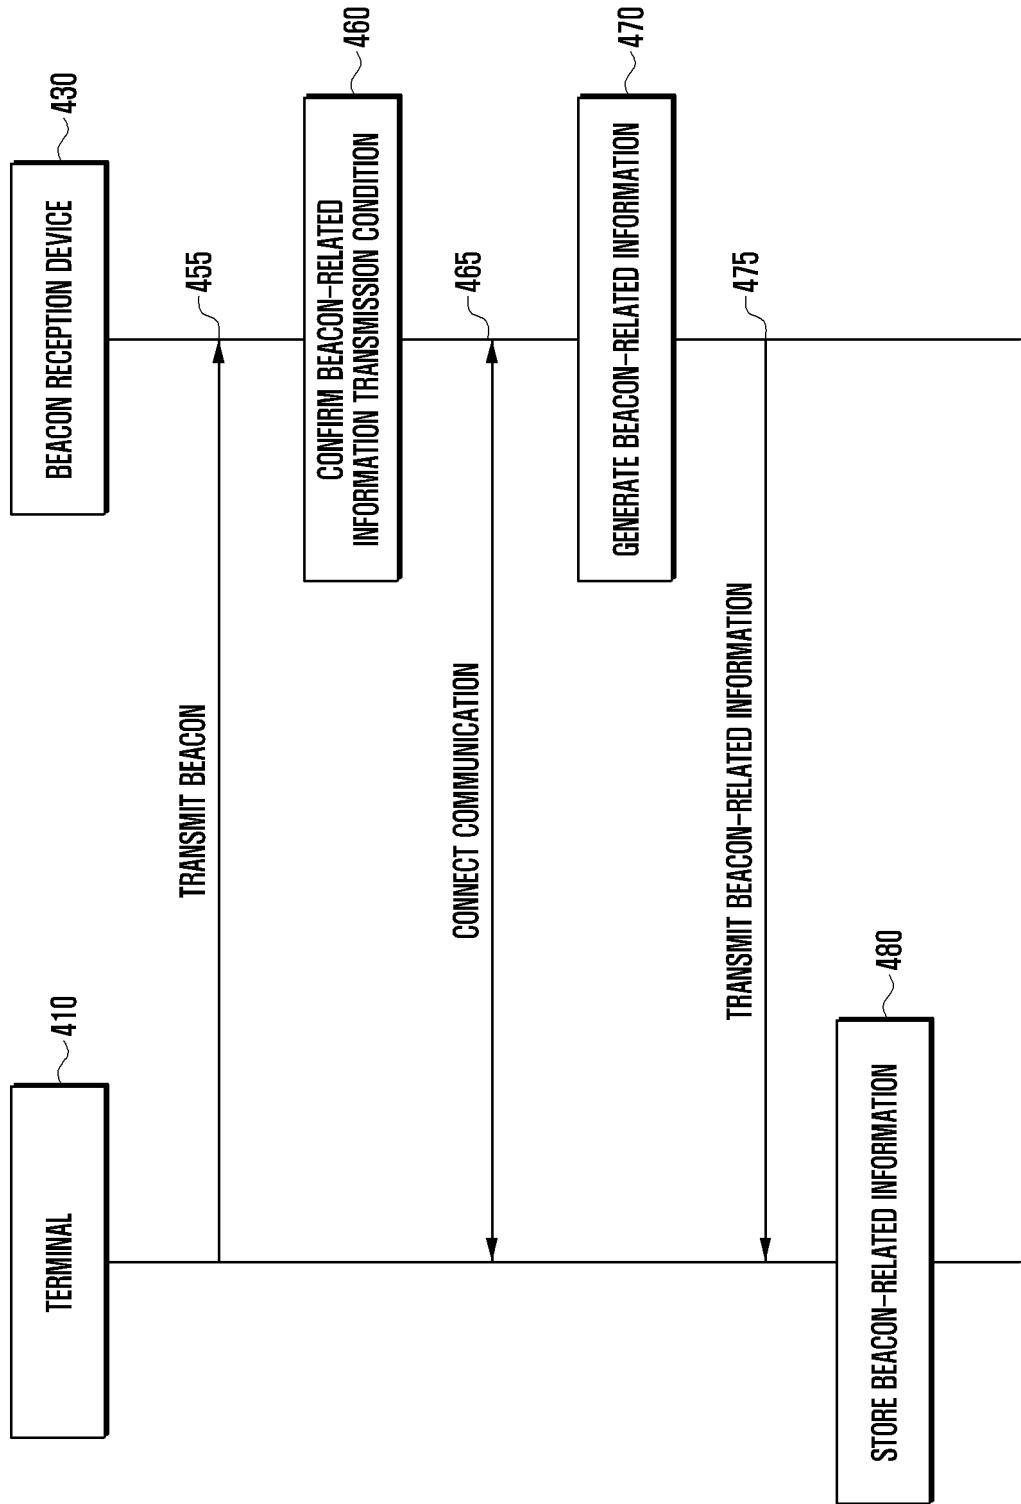 TERMINAL
410
BEACON RECEPTION DEVICE
430
TRANSMIT BEACON
455
CONFIRM BEACON-RELATED
INFORMATION TRANSMISSION CONDITION
460
CONNECT COMMUNICATION
465
GENERATE BEACON-RELATED INFORMATION
470
TRANSMIT BEACON-RELATED INFORMATION
475
STORE BEACON-RELATED INFORMATION
480